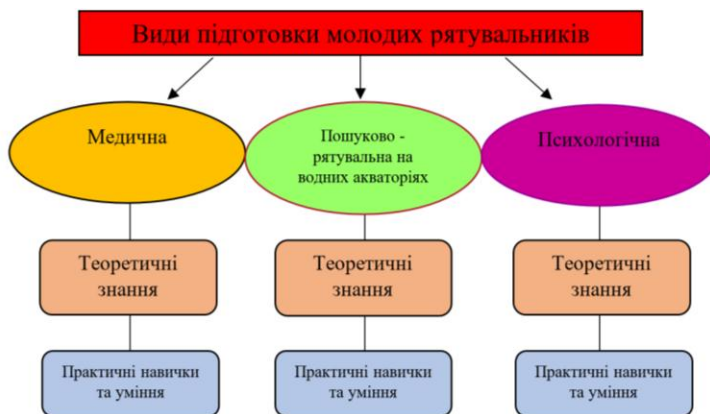 Види підготовки молодих рятувальників
Медична
Пошуково -
рятувальна на
водних акваторіях
Психологічна
Теоретичні
знання
Теоретичні
знання
Теоретичні
знання
Практичні навички
та уміння
Практичні навички
та уміння
Практичні навички
та уміння